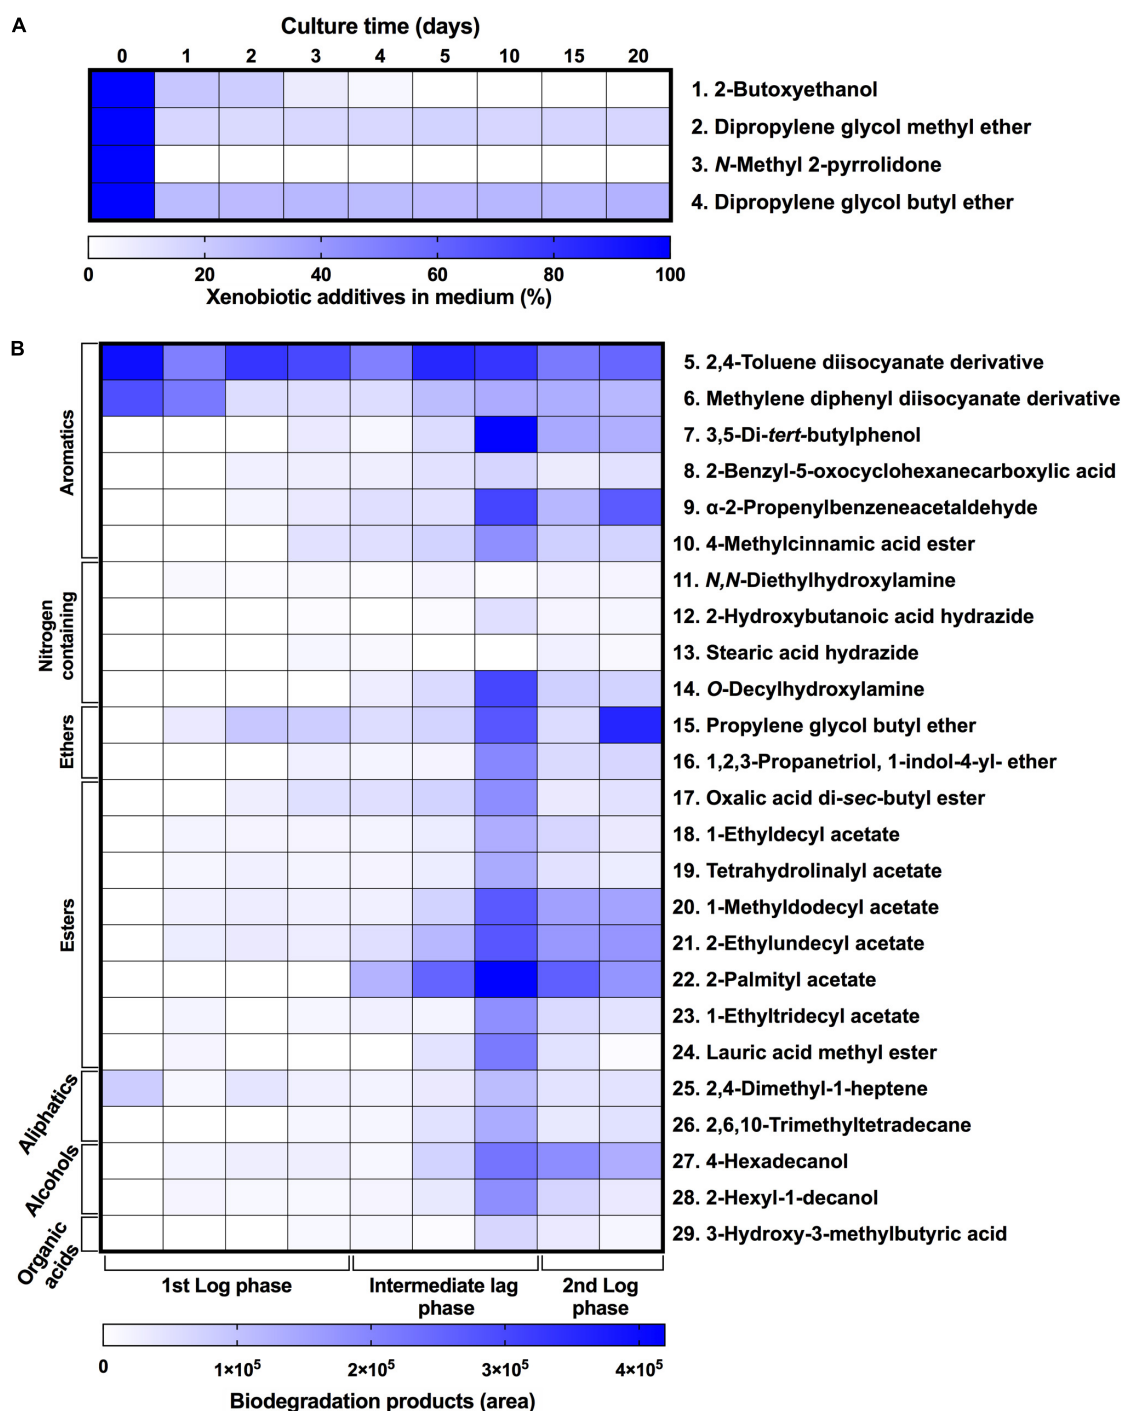 A
Culture time (days)
0 1 2 3 4 5 10 15 20
1. 2-Butoxyethanol
2. Dipropylene glycol methyl ether
3. N-Methyl 2-pyrrolidone
4. Dipropylene glycol butyl ether
0 20 40 60 80 100
Xenobiotic additives in medium (%)
B
Aromatics
5. 2,4-Toluene diisocyanate derivative
6. Methylene diphenyl diisocyanate derivative
7. 3,5-Di-tert-butylphenol
8. 2-Benzyl-5-oxocyclohexanecarboxylic acid
9. α-2-Propenylbenzeneacetaldehyde
10. 4-Methylcinnamic acid ester
Nitrogen
containing
11. N,N-Diethylhydroxylamine
12. 2-Hydroxybutanoic acid hydrazide
13. Stearic acid hydrazide
14. O-Decylhydroxylamine
Ethers
15. Propylene glycol butyl ether
16. 1,2,3-Propanetriol, 1-indol-4-yl- ether
Esters
17. Oxalic acid di-sec-butyl ester
18. 1-Ethyldecyl acetate
19. Tetrahydrolinalyl acetate
20. 1-Methyldodecyl acetate
21. 2-Ethylundecyl acetate
22. 2-Palmityl acetate
23. 1-Ethyltridecyl acetate
24. Lauric acid methyl ester
Aliphatics
25. 2,4-Dimethyl-1-heptene
26. 2,6,10-Trimethyltetradecane
Alcohols
27. 4-Hexadecanol
28. 2-Hexyl-1-decanol
Organic
acids
29. 3-Hydroxy-3-methylbutyric acid
1st Log phase
Intermediate lag
phase
2nd Log
phase
0 1×10⁵ 2×10⁵ 3×10⁵ 4×10⁵
Biodegradation products (area)